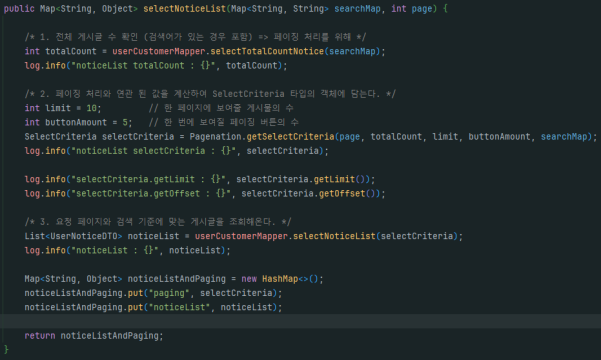 public Map<String, Object> selectNoticeList(Map<String, String> searchMap, int page) {
/* 1. 전체 게시글 수 확인 (검색어가 있는 경우 포함) => 페이징 처리를 위해 */
int totalCount = userCustomerMapper.selectTotalCountNotice(searchMap);
log.info("noticeList totalCount : {}", totalCount);
/* 2. 페이징 처리와 연관 된 값을 계산하여 SelectCriteria 타입의 객체에 담는다. */
int limit = 10; // 한 페이지에 보여줄 게시물의 수
int buttonAmount = 5; // 한 번에 보여질 페이징 버튼의 수
SelectCriteria selectCriteria = Pagenation.getSelectCriteria(page, totalCount, limit, buttonAmount, searchMap);
log.info("noticeList selectCriteria : {}", selectCriteria);
log.info("selectCriteria.getLimit : {}", selectCriteria.getLimit());
log.info("selectCriteria.getOffset : {}", selectCriteria.getOffset());
/* 3. 요청 페이지와 검색 기준에 맞는 게시글을 조회해온다. */
List<UserNoticeDTO> noticeList = userCustomerMapper.selectNoticeList(selectCriteria);
log.info("noticeList : {}", noticeList);
Map<String, Object> noticeListAndPaging = new HashMap<>();
noticeListAndPaging.put("paging", selectCriteria);
noticeListAndPaging.put("noticeList", noticeList);
return noticeListAndPaging;
}